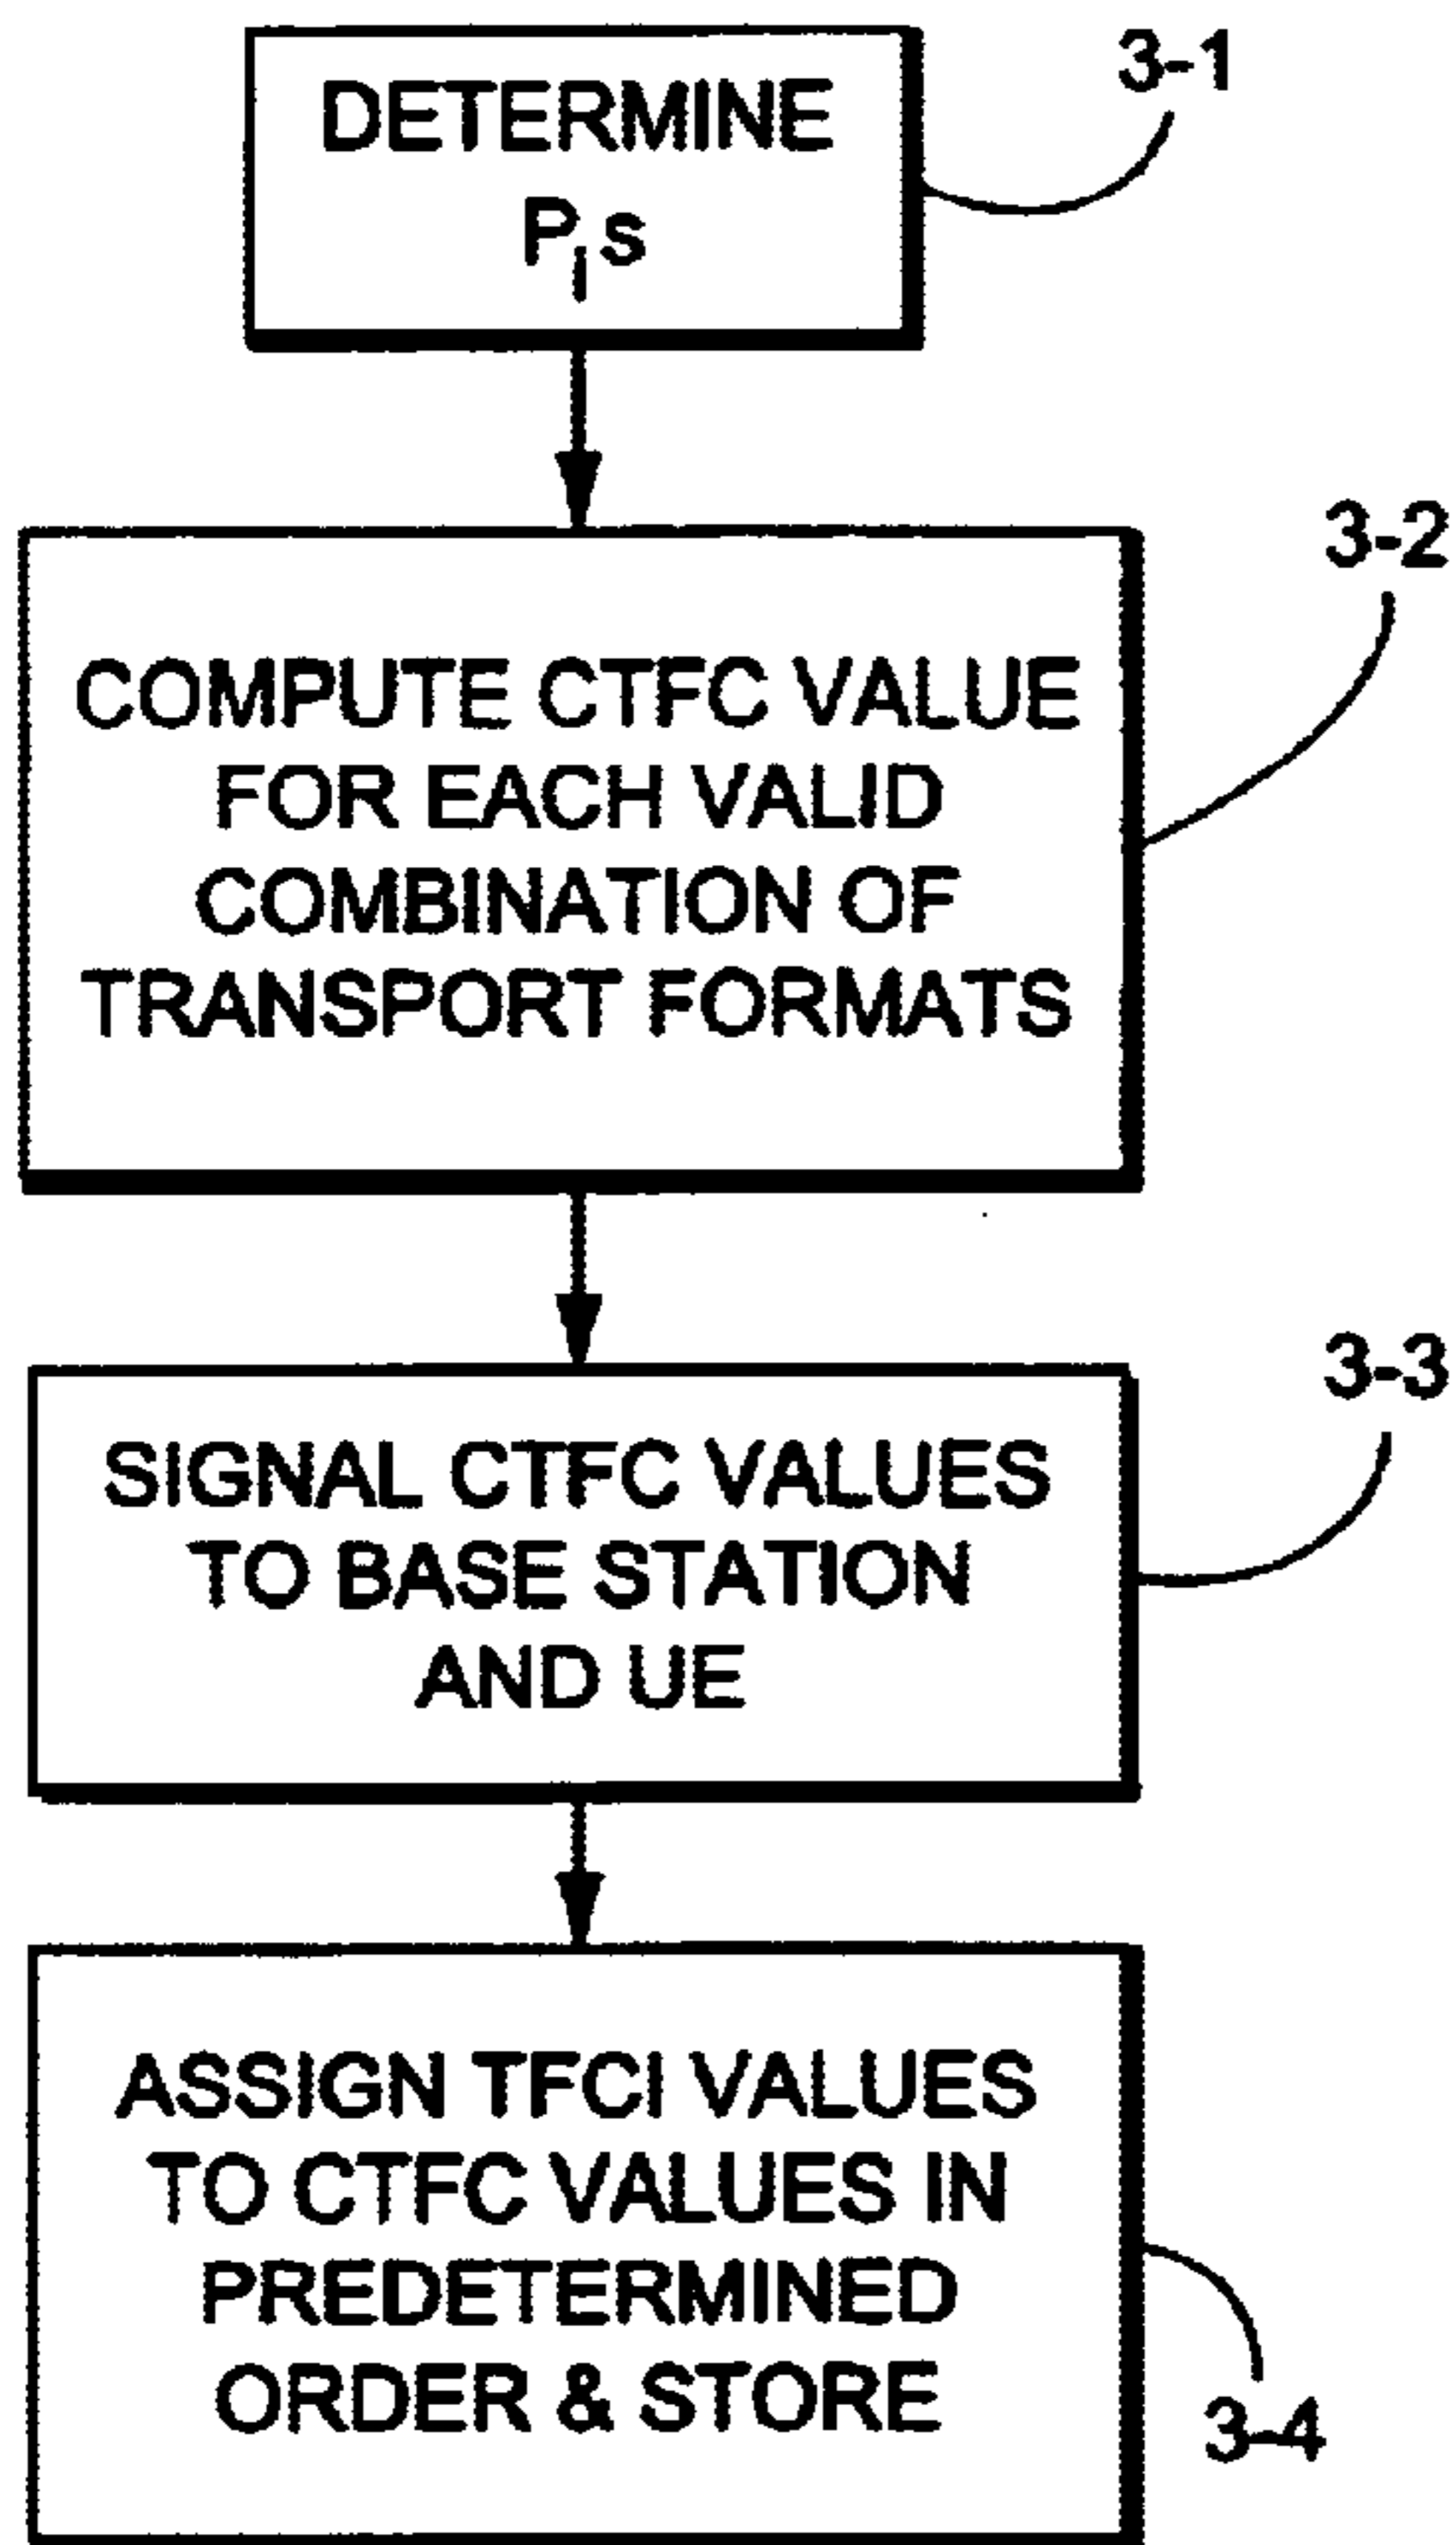 DETERMINE
Pis
3-1
COMPUTE CTFC VALUE
FOR EACH VALID
COMBINATION OF
TRANSPORT FORMATS
3-2
SIGNAL CTFC VALUES
TO BASE STATION
AND UE
3-3
ASSIGN TFCI VALUES
TO CTFC VALUES IN
PREDETERMINED
ORDER & STORE
3-4